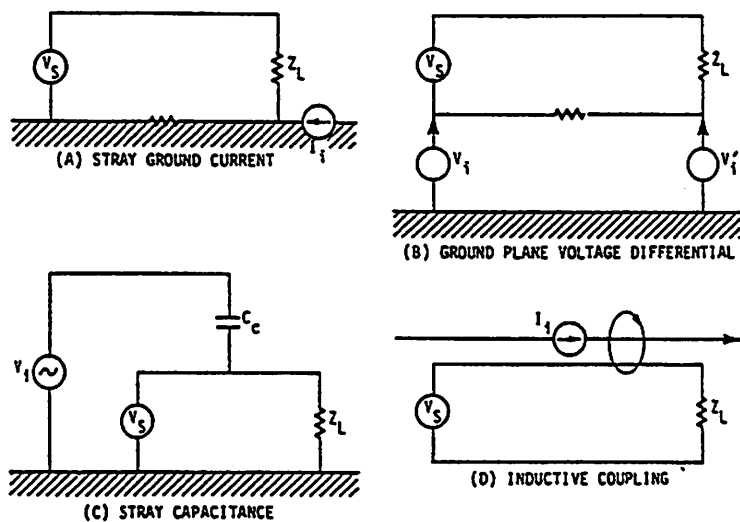 V_S
Z_L
I_i
(A) STRAY GROUND CURRENT
V_S
Z_L
V_i
V_i'
(B) GROUND PLANE VOLTAGE DIFFERENTIAL
C_c
V_i
V_S
Z_L
(C) STRAY CAPACITANCE
I_i
V_S
Z_L
(D) INDUCTIVE COUPLING